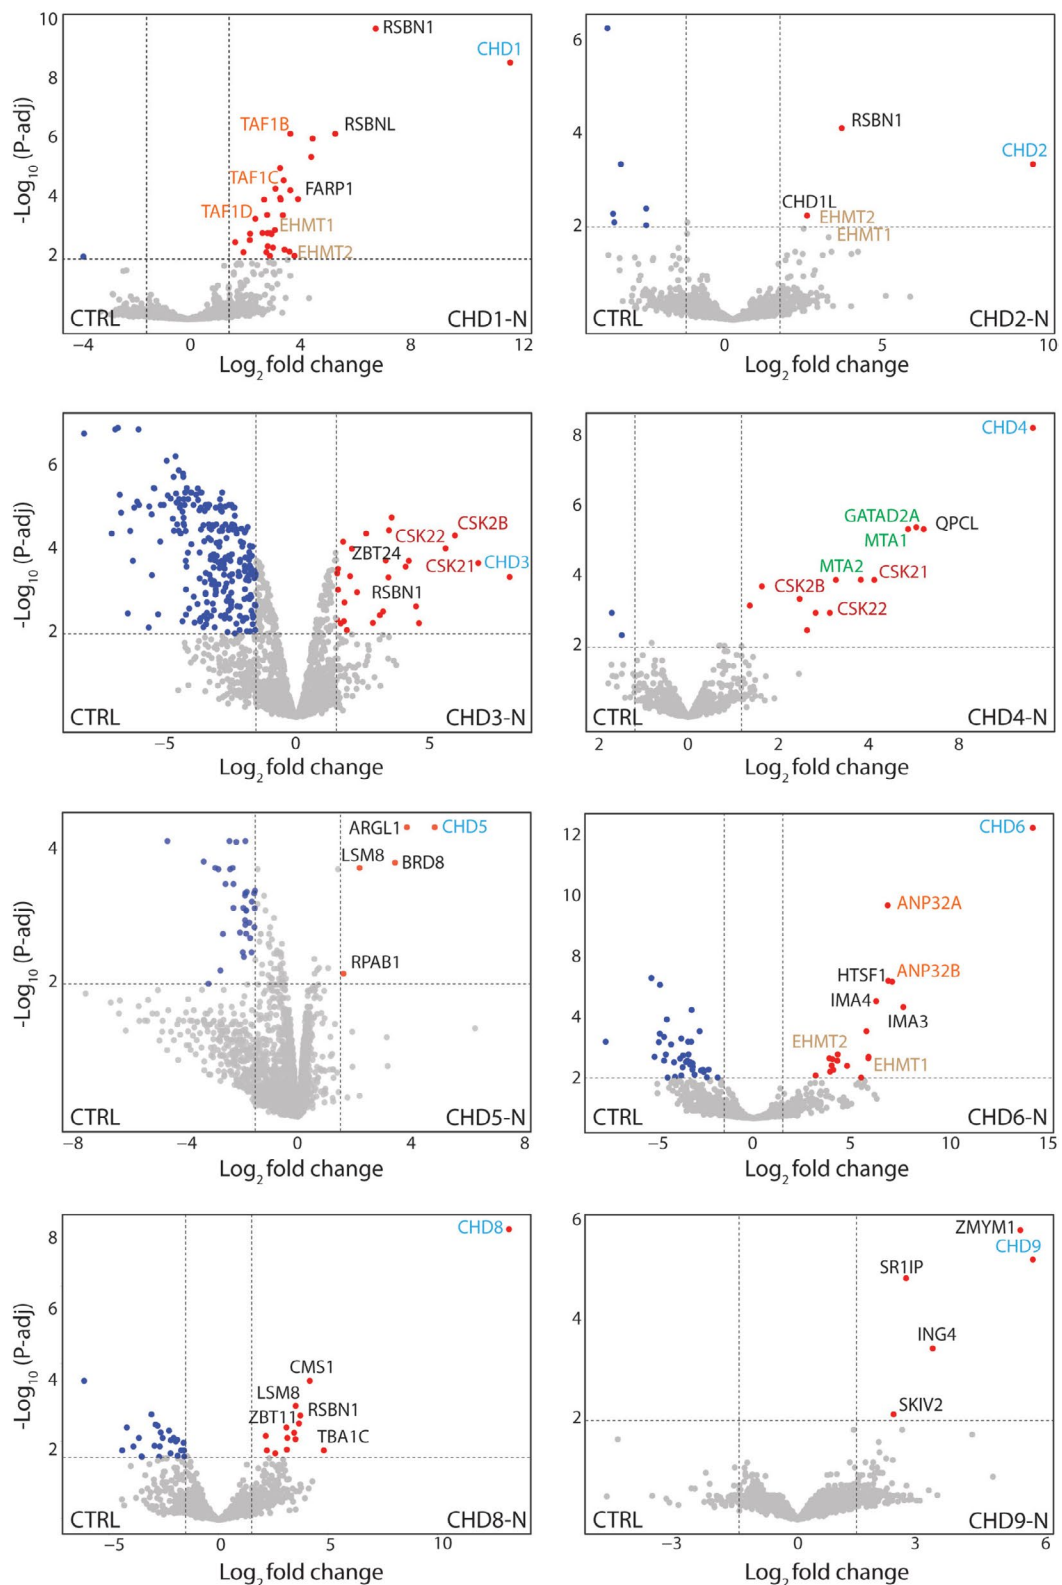 10
8
6
4
2
-Log10 (P-adj)
RSBN1
CHD1
TAF1B
RSBNL
TAF1C
FARP1
TAF1D
EHMT1
EHMT2
CTRL
CHD1-N
−4
0
4
8
12
Log2 fold change
6
4
2
RSBN1
CHD2
CHD1L
EHMT2
EHMT1
CTRL
CHD2-N
0
5
10
Log2 fold change
6
4
2
-Log10 (P-adj)
CSK2B
CSK22
ZBT24
CSK21
CHD3
RSBN1
CTRL
CHD3-N
−5
0
5
Log2 fold change
8
6
4
2
CHD4
GATAD2A
QPCL
MTA1
MTA2
CSK21
CSK2B
CSK22
CTRL
CHD4-N
2
0
4
8
Log2 fold change
4
2
-Log10 (P-adj)
ARGL1
CHD5
LSM8
BRD8
RPAB1
CTRL
CHD5-N
−8
−4
0
4
8
Log2 fold change
12
10
8
4
2
CHD6
ANP32A
HTSF1
ANP32B
IMA4
IMA3
EHMT2
EHMT1
CTRL
CHD6-N
−5
0
5
15
Log2 fold change
8
6
4
2
-Log10 (P-adj)
CHD8
CMS1
LSM8
RSBN1
ZBT11
TBA1C
CTRL
CHD8-N
−5
0
5
10
Log2 fold change
6
4
2
ZMYM1
CHD9
SR1IP
ING4
SKIV2
CTRL
CHD9-N
−3
0
3
6
Log2 fold change